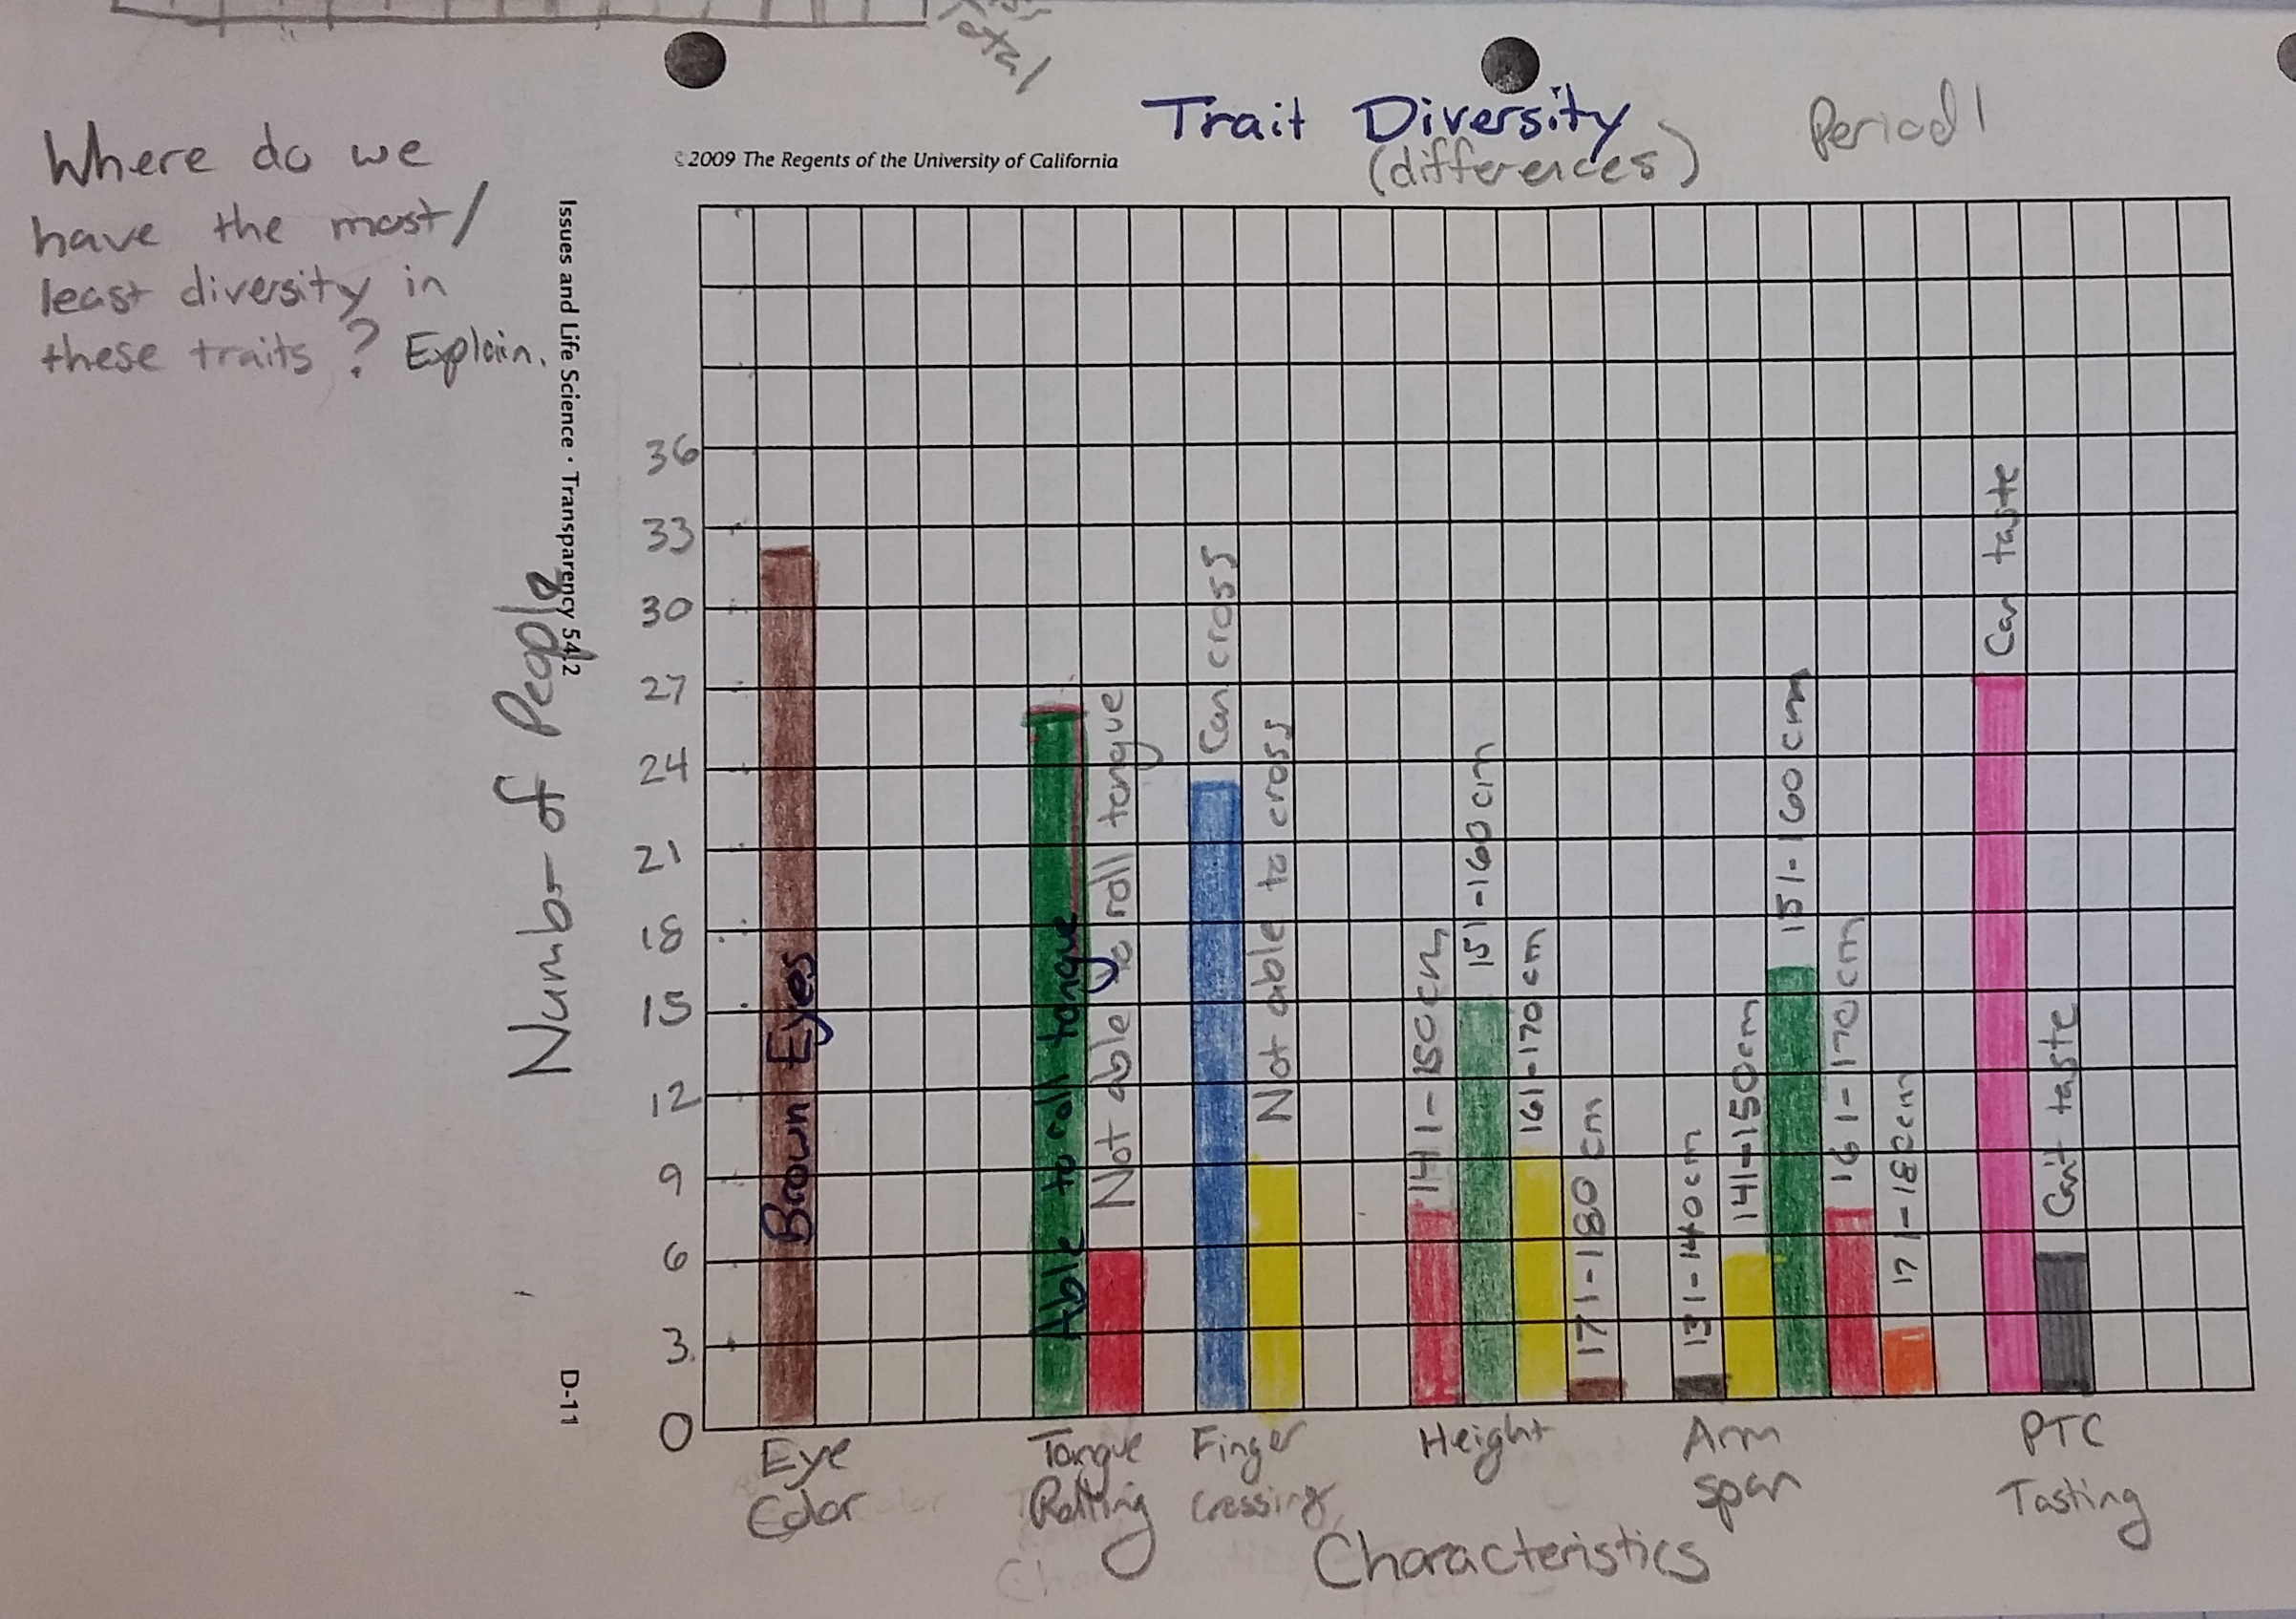 otal
Trait Diversity
(differences)
Period 1
©2009 The Regents of the University of California
Where do we
have the most/
least diversity in
these traits? Explain.
Issues and Life Science • Transparency 54.2
D-11
Number of People
36
33
30
27
24
21
18
15
12
9
6
3
0
Brown Eyes
Able to roll tongue
Not able to roll tongue
Can cross
Not able to cross
141-150cm
151-160cm
161-170cm
171-180cm
131-140cm
141-150cm
151-160cm
161-170cm
171-180cm
Can taste
Can't taste
Eye
Color
Tongue
Rolling
Finger
Crossing
Height
Arm
span
PTC
Tasting
Characteristics